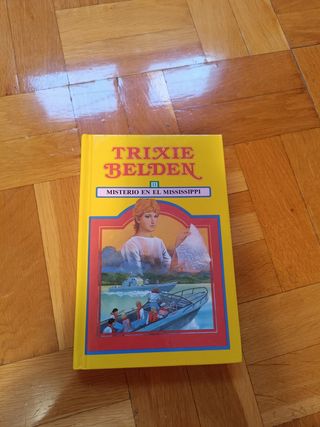 TRIXIE
BELDEN
11
MISTERIO EN EL MISSISSIPPI